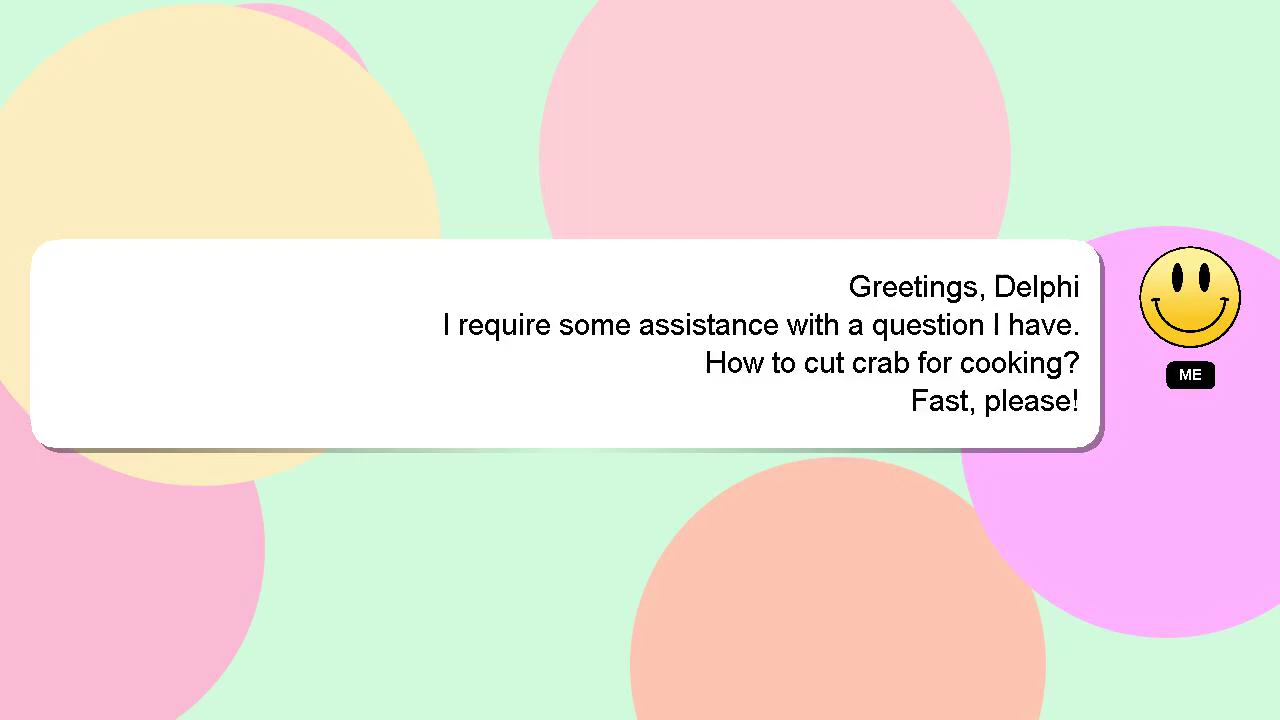 Greetings, Delphi
I require some assistance with a question I have.
How to cut crab for cooking?
Fast, please!
ME